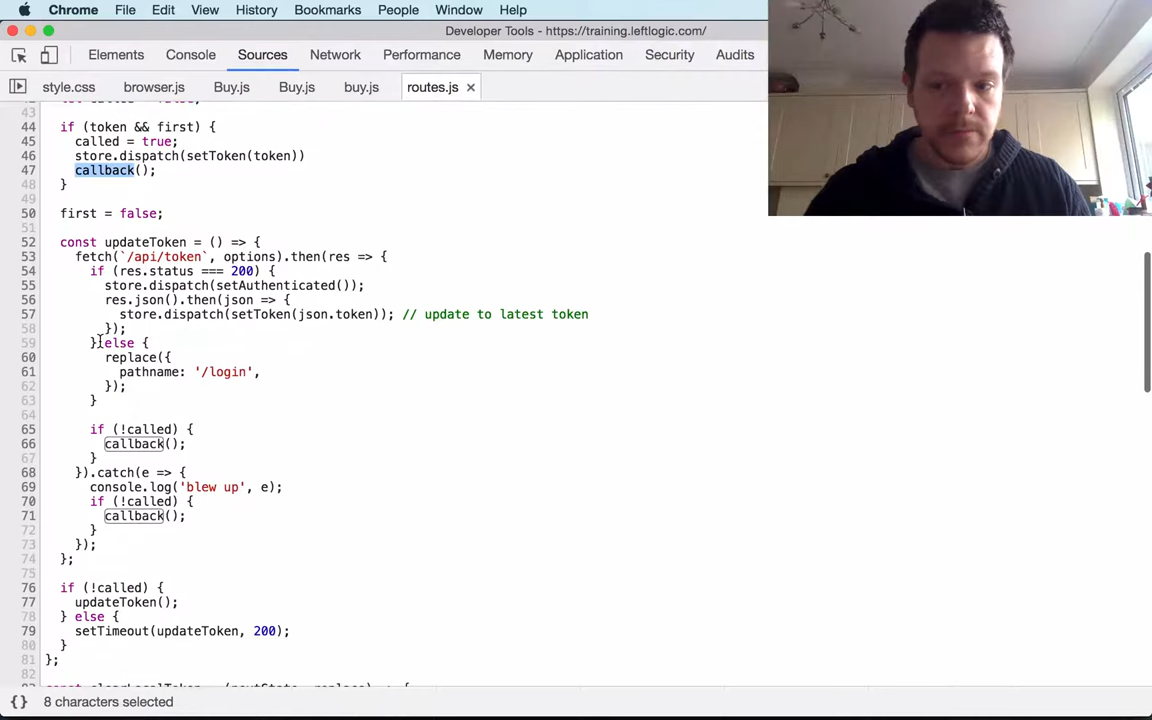 Chrome File Edit View History Bookmarks People Window Help
Developer Tools - https://training.leftlogic.com/
Elements Console Sources Network Performance Memory Application Security Audits
style.css browser.js Buy.js Buy.js buy.js routes.js ×
43
44 if (token && first) {
45 called = true;
46 store.dispatch(setToken(token))
47 callback();
48 }
49
50 first = false;
51
52 const updateToken = () => {
53 fetch(`/api/token`, options).then(res => {
54 if (res.status === 200) {
55 store.dispatch(setAuthenticated());
56 res.json().then(json => {
57 store.dispatch(setToken(json.token)); // update to latest token
58 });
59 } else {
60 replace({
61 pathname: '/login',
62 });
63 }
64
65 if (!called) {
66 callback();
67 }
68 }).catch(e => {
69 console.log('blew up', e);
70 if (!called) {
71 callback();
72 }
73 });
74 };
75
76 if (!called) {
77 updateToken();
78 } else {
79 setTimeout(updateToken, 200);
80 }
81 };
82
{} 8 characters selected